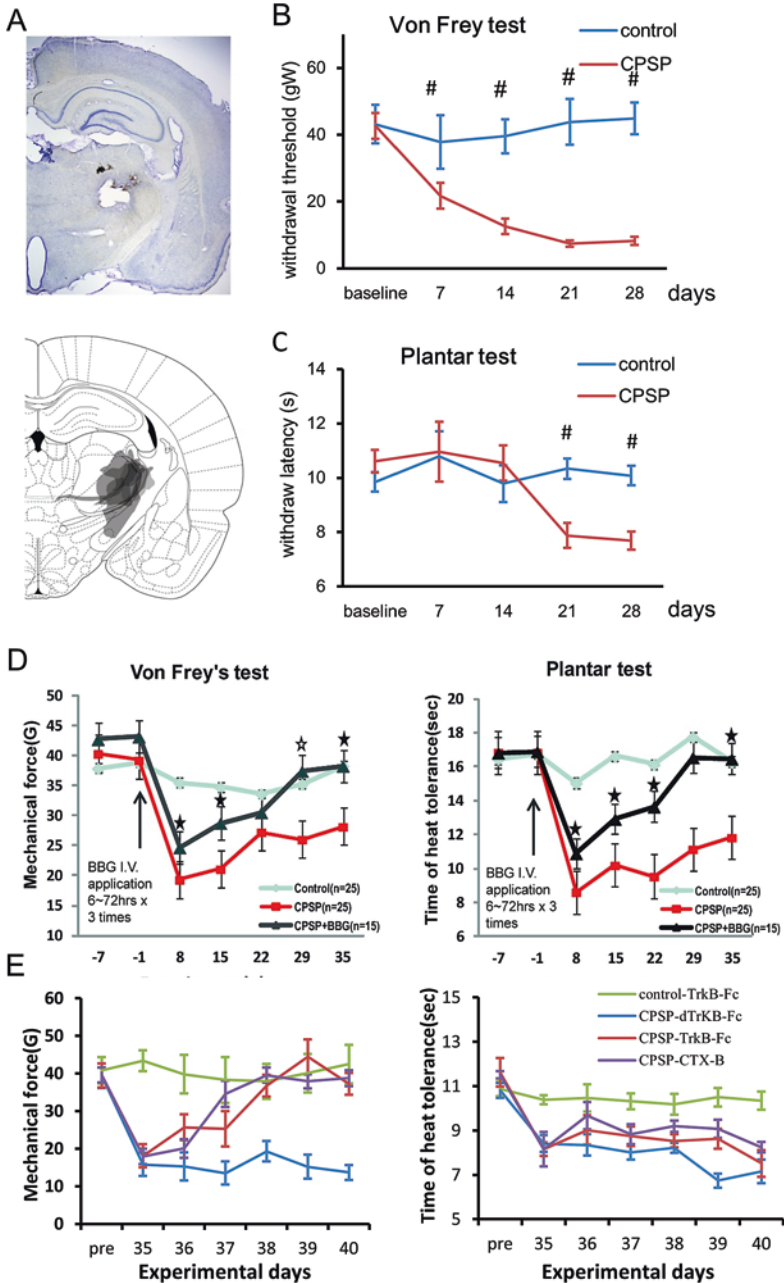 A
B
Von Frey test
control
CPSP
withdrawal threshold (gW)
60
40
20
0
# # # #
baseline 7 14 21 28 days
C
Plantar test
control
CPSP
withdraw latency (s)
14
12
10
8
6
# #
baseline 7 14 21 28 days
D
Von Frey's test
Mechanical force(G)
50
45
40
35
30
25
20
15
10
5
0
BBG I.V.
application
6~72hrs x
3 times
Control(n=25)
CPSP(n=25)
CPSP+BBG(n=15)
-7 -1 8 15 22 29 35
Plantar test
Time of heat tolerance(sec)
20
18
16
14
12
10
8
6
BBG I.V.
application
6~72hrs x 3
times
Control(n=25)
CPSP(n=25)
CPSP+BBG(n=15)
-7 -1 8 15 22 29 35
E
Mechanical force(G)
60
50
40
30
20
10
0
pre 35 36 37 38 39 40
Experimental days
Time of heat tolerance(sec)
15
13
11
9
7
5
control-TrkB-Fc
CPSP-dTrKB-Fc
CPSP-TrkB-Fc
CPSP-CTX-B
pre 35 36 37 38 39 40
Experimental days